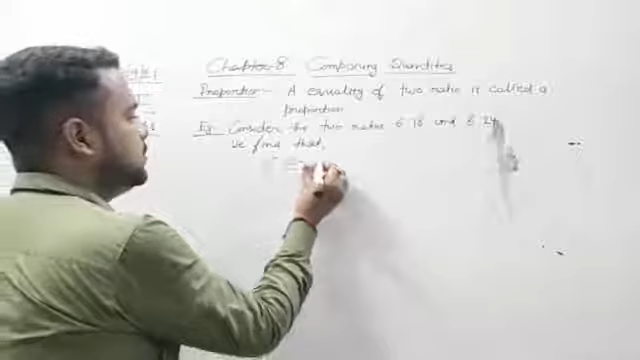 Chapter-8 Comparing Quantities
Proportion:- A equality of two ratio is called a
proportion
Eg:- Consider the two ratios 6:18 and 8:24
We find that,